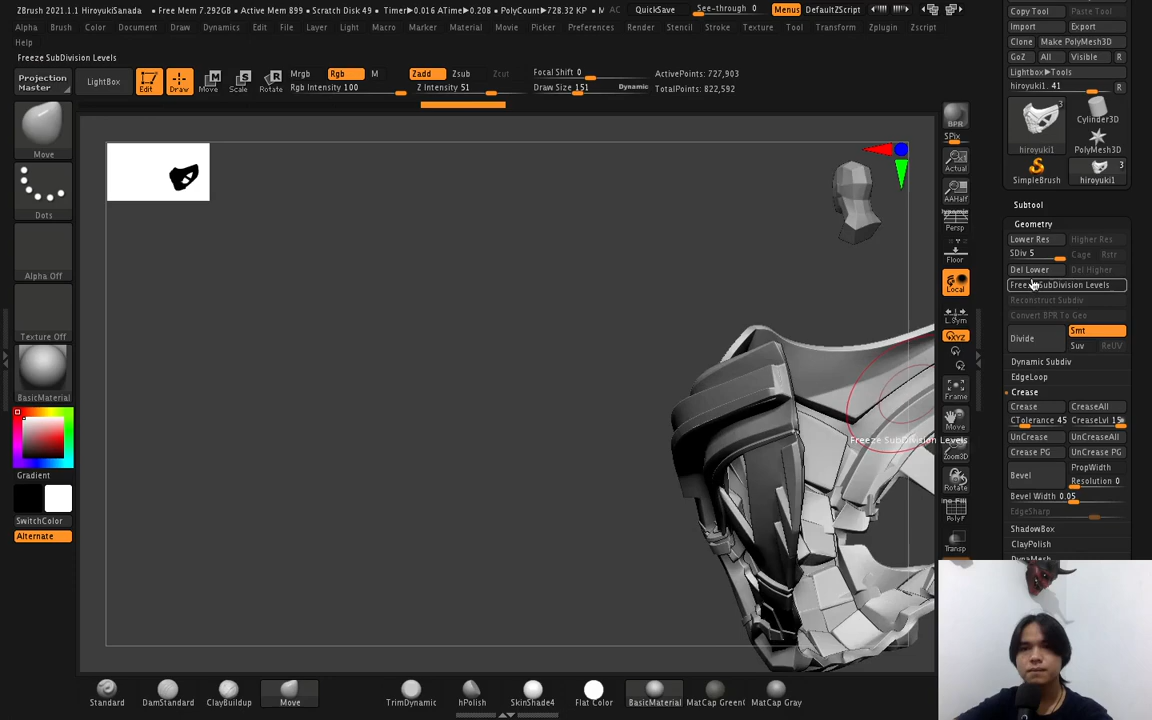 ZBrush 2021.1.1 HiroyukiSanada ● Free Mem 7.292GB ● Active Mem 899 ● Scratch Disk 49 ● Timer▶0.016 ATime▶0.208 ● PolyCount▶728.32 KP ● M AC QuickSave See-through 0 Menus DefaultZScript
Alpha Brush Color Document Draw Dynamics Edit File Layer Light Macro Marker Material Movie Picker Preferences Render Stencil Stroke Texture Tool Transform Zplugin Zscript
Help
Freeze SubDivision Levels
Projection Master LightBox Edit Draw Move Scale Rotate Mrgb Rgb M Zadd Zsub Zcut Focal Shift 0 ActivePoints: 727,903
Rgb Intensity 100 Z Intensity 51 Draw Size 151 Dynamic TotalPoints: 822,592
Move
Dots
Alpha Off
Texture Off
BasicMaterial
Gradient
SwitchColor
Alternate
Freeze SubDivision Levels
BPR
SPix
Actual
AAHalf
Dynamic
Persp
Floor
Local
L.Sym
XYZ
Frame
Move
Zoom3D
Rotate
PolyF
Transp
Copy Tool Paste Tool
Import Export
Clone Make PolyMesh3D
GoZ All Visible R
Lightbox▶Tools
hiroyuki1. 41 R
3
Cylinder3D
hiroyuki1 PolyMesh3D
3
SimpleBrush hiroyuki1
Subtool
Geometry
Lower Res Higher Res
SDiv 5 Cage Rstr
Del Lower Del Higher
Freeze SubDivision Levels
Reconstruct Subdiv
Convert BPR To Geo
Divide Smt
Suv ReUV
Dynamic Subdiv
EdgeLoop
Crease
Crease CreaseAll
CTolerance 45 CreaseLvl 15
UnCrease UnCreaseAll
Crease PG UnCrease PG
Bevel PropWidth
Resolution 0
Bevel Width 0.05
EdgeSharp
ShadowBox
ClayPolish
DynaMesh
Standard DamStandard ClayBuildup Move TrimDynamic hPolish SkinShade4 Flat Color BasicMaterial MatCap Gray